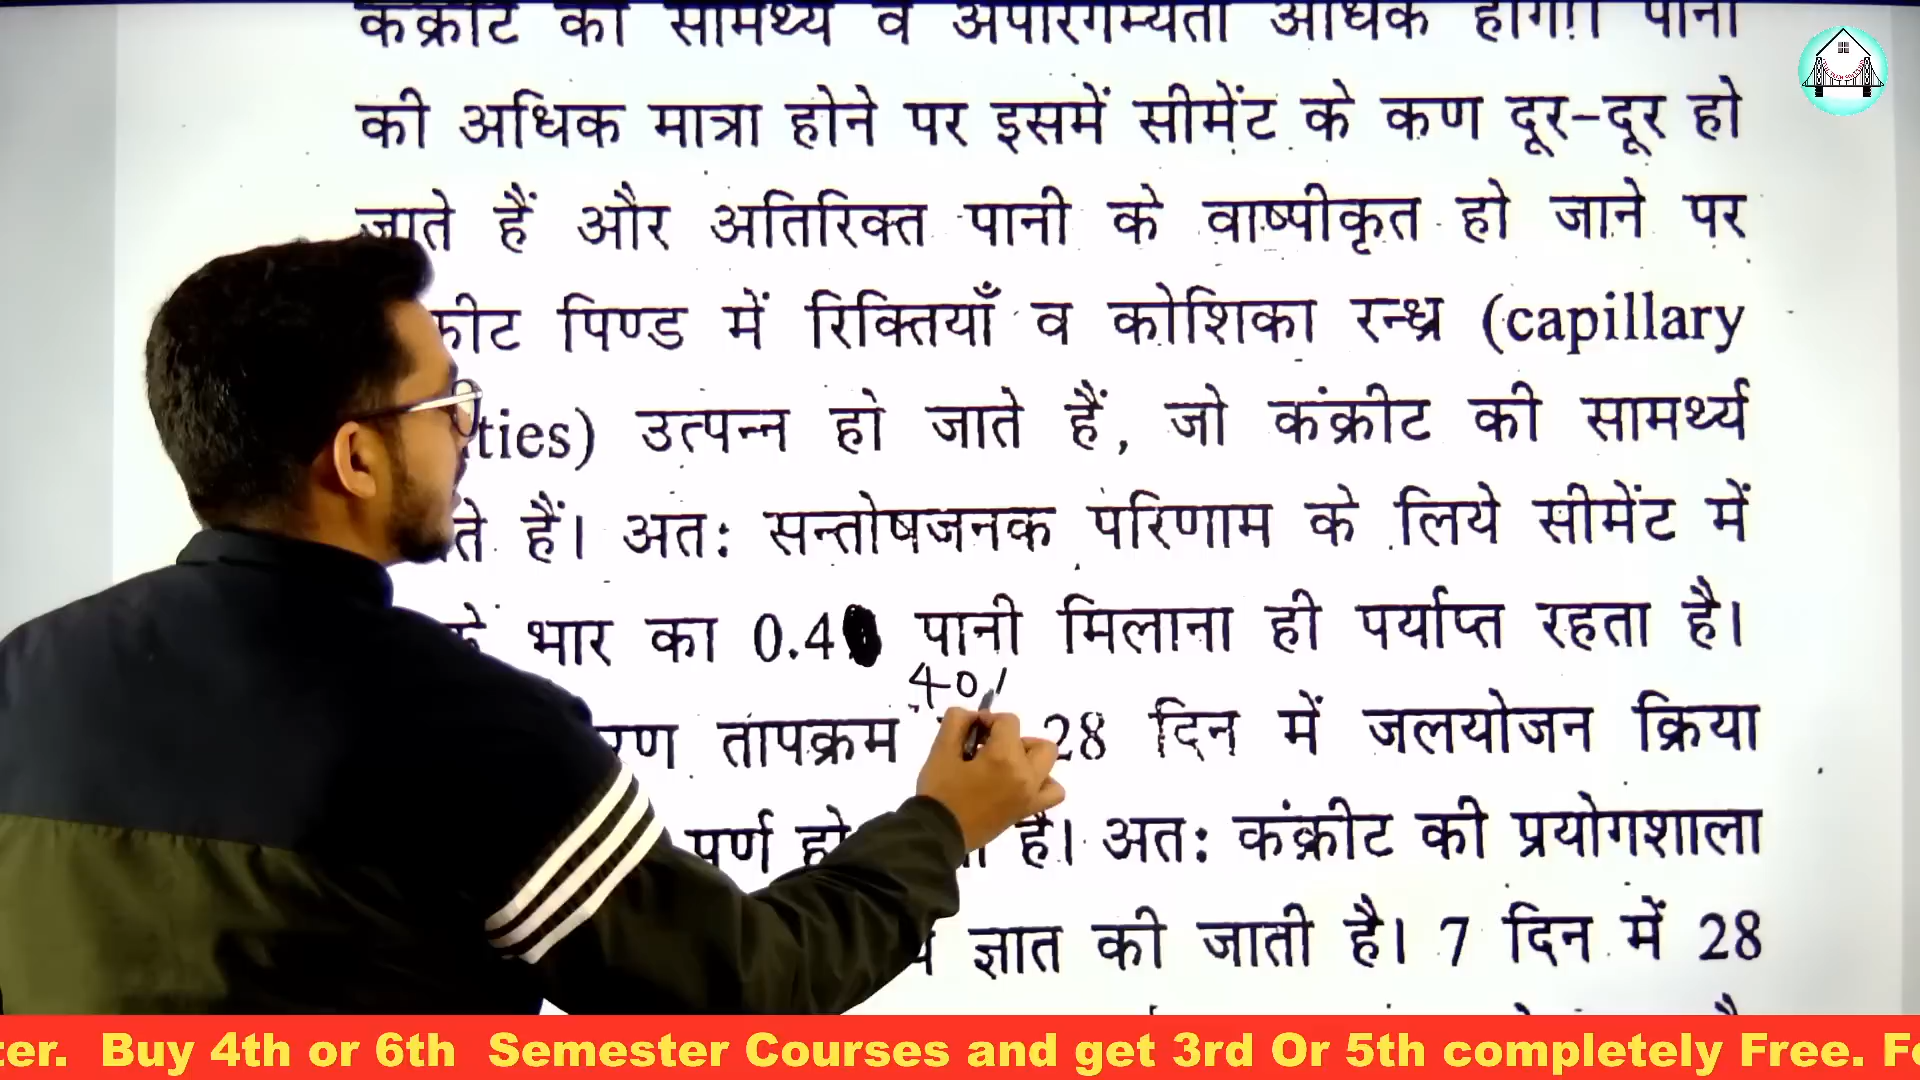 कंक्रीट की सामर्थ्य व अपारगम्यता अधिक होगी। पानी
की अधिक मात्रा होने पर इसमें सीमेंट के कण दूर-दूर हो
जाते हैं और अतिरिक्त पानी के वाष्पीकृत हो जाने पर
पिण्ड में रिक्तियाँ व कोशिका रन्ध्र (capillary
उत्पन्न हो जाते हैं, जो कंक्रीट की सामर्थ्य
हैं। अतः सन्तोषजनक परिणाम के लिये सीमेंट में
भार का 0.4 पानी मिलाना ही पर्याप्त रहता है।
40
तापक्रम 28 दिन में जलयोजन क्रिया
है। अतः कंक्रीट की प्रयोगशाला
ज्ञात की जाती है। 7 दिन में 28
Buy 4th or 6th Semester Courses and get 3rd Or 5th completely Free.